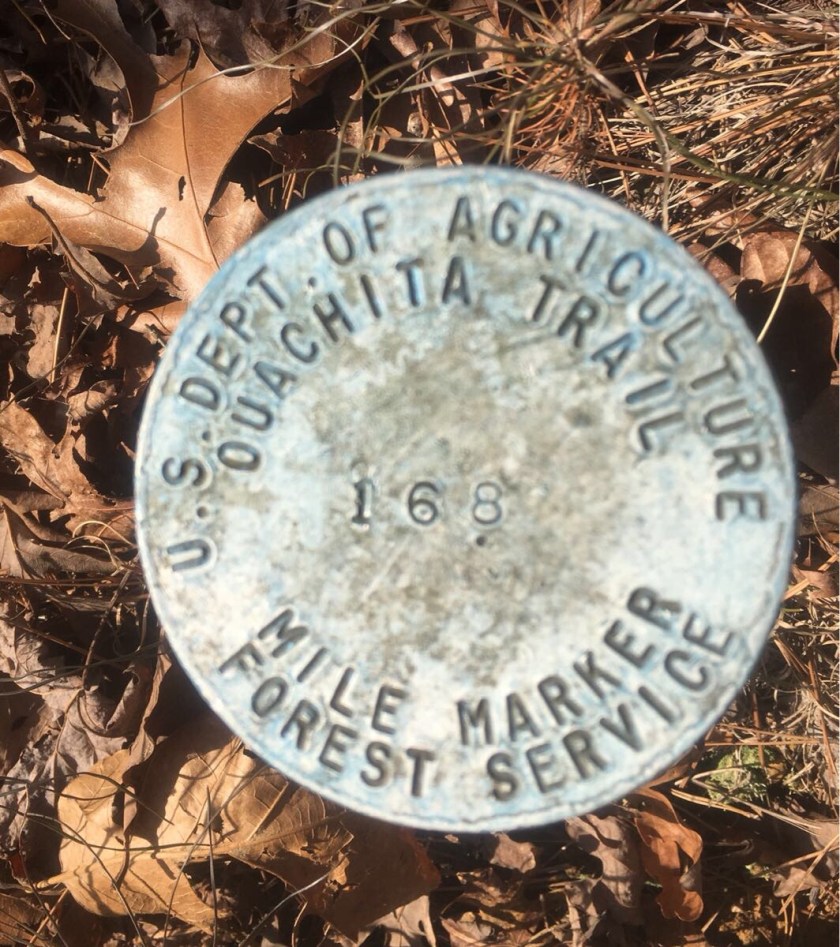 U.S. DEPT. OF AGRICULTURE
OUACHITA TRAIL
168
MILE MARKER
FOREST SERVICE